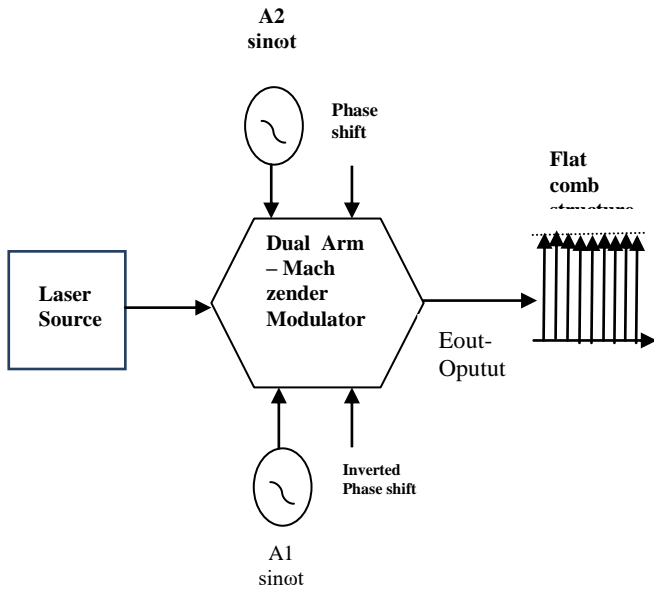 A2
sinωt
Phase
shift
Flat
comb
structure
Laser
Source
Dual Arm
– Mach
zender
Modulator
Eout-
Oputut
Inverted
Phase shift
A1
sinωt